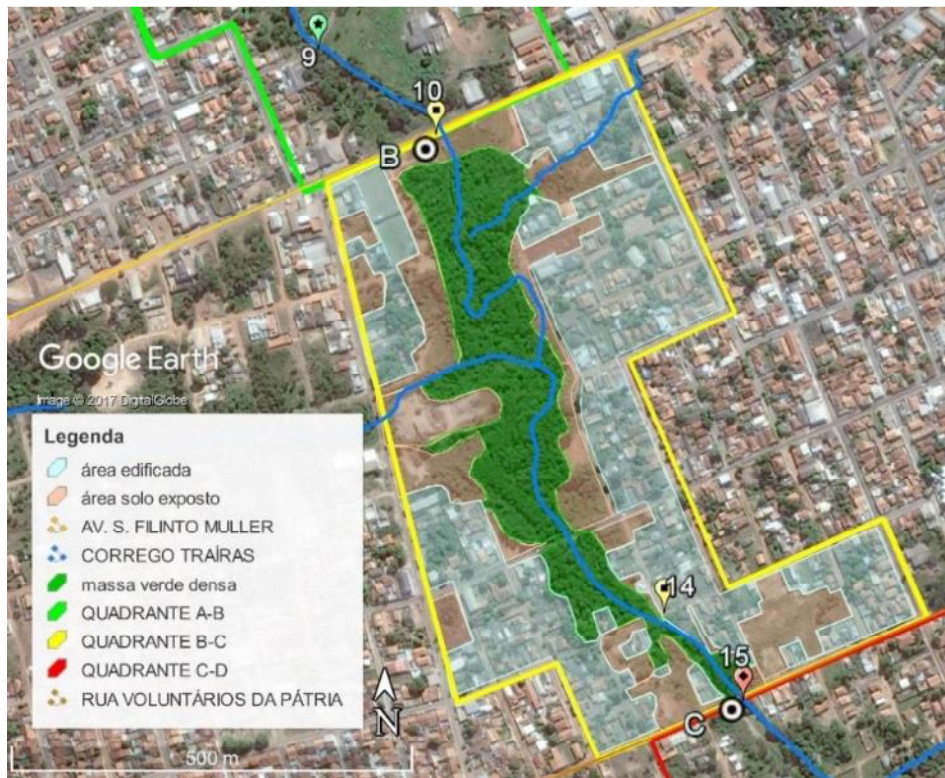 9
10
B
Google Earth
Image © 2017 DigitalGlobe
Legenda
área edificada
área solo exposto
AV. S. FILINTO MULLER
CORREGO TRAÍRAS
massa verde densa
QUADRANTE A-B
QUADRANTE B-C
QUADRANTE C-D
RUA VOLUNTÁRIOS DA PÁTRIA
N
500 m
14
15
C